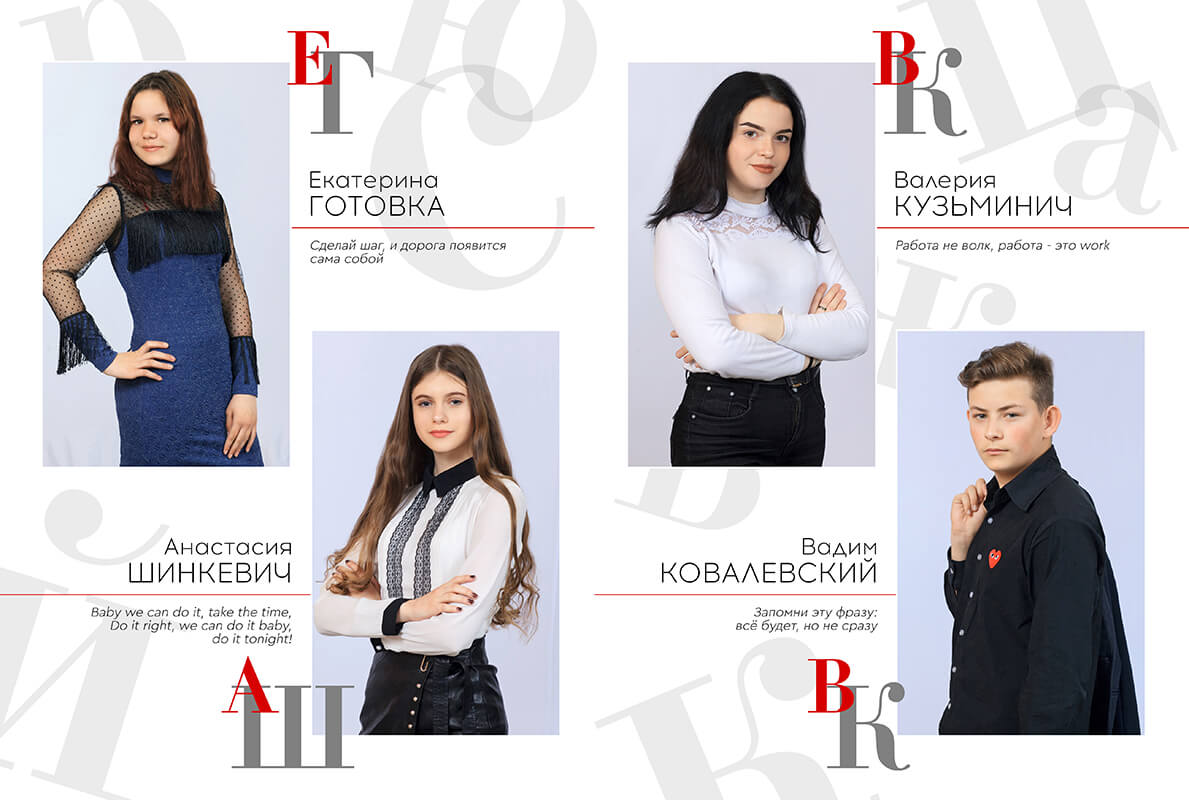 ЕГ
Екатерина
ГОТОВКА
Сделай шаг, и дорога появится
сама собой
Анастасия
ШИНКЕВИЧ
Baby we can do it, take the time,
Do it right, we can do it baby,
do it tonight!
АШ
ВК
Валерия
КУЗЬМИНИЧ
Работа не волк, работа - это work
Вадим
КОВАЛЕВСКИЙ
Запомни эту фразу:
всё будет, но не сразу
ВК